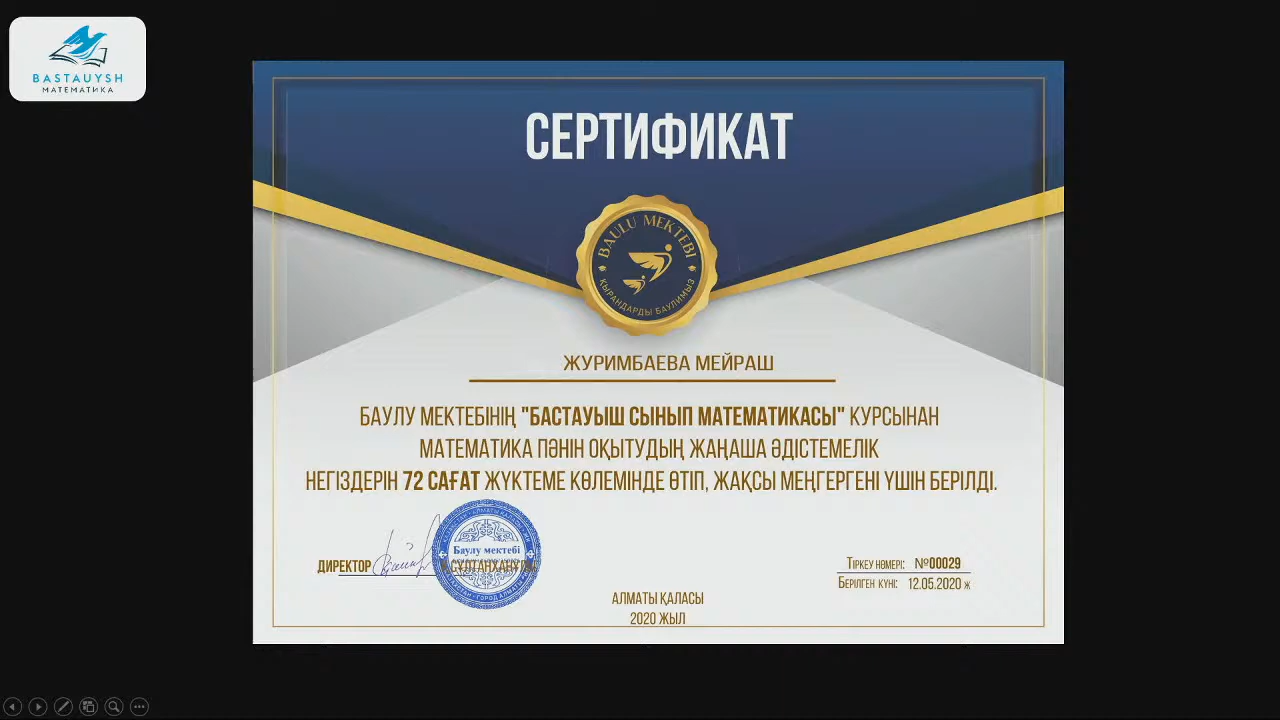 BASTAUYSH
МАТЕМАТИКА
СЕРТИФИКАТ
BAULU МЕКТЕВІ
ҚЫРАНДАРДЫ БАУЛИМЫЗ
ЖУРИМБАЕВА МЕЙРАШ
БАУЛУ МЕКТЕБІНІҢ "БАСТАУЫШ СЫНЫП МАТЕМАТИКАСЫ" КУРСЫНАН
МАТЕМАТИКА ПӘНІН ОҚЫТУДЫҢ ЖАҢАША ӘДІСТЕМЕЛІК
НЕГІЗДЕРІН 72 САҒАТ ЖҮКТЕМЕ КӨЛЕМІНДЕ ӨТІП, ЖАҚСЫ МЕҢГЕРГЕНІ ҮШІН БЕРІЛДІ.
Баулу мектебі
ДИРЕКТОР
ТІРКЕУ НӨМЕРІ: №00029
БЕРІЛГЕН КҮНІ: 12.05.2020 ж
АЛМАТЫ ҚАЛАСЫ
2020 ЖЫЛ